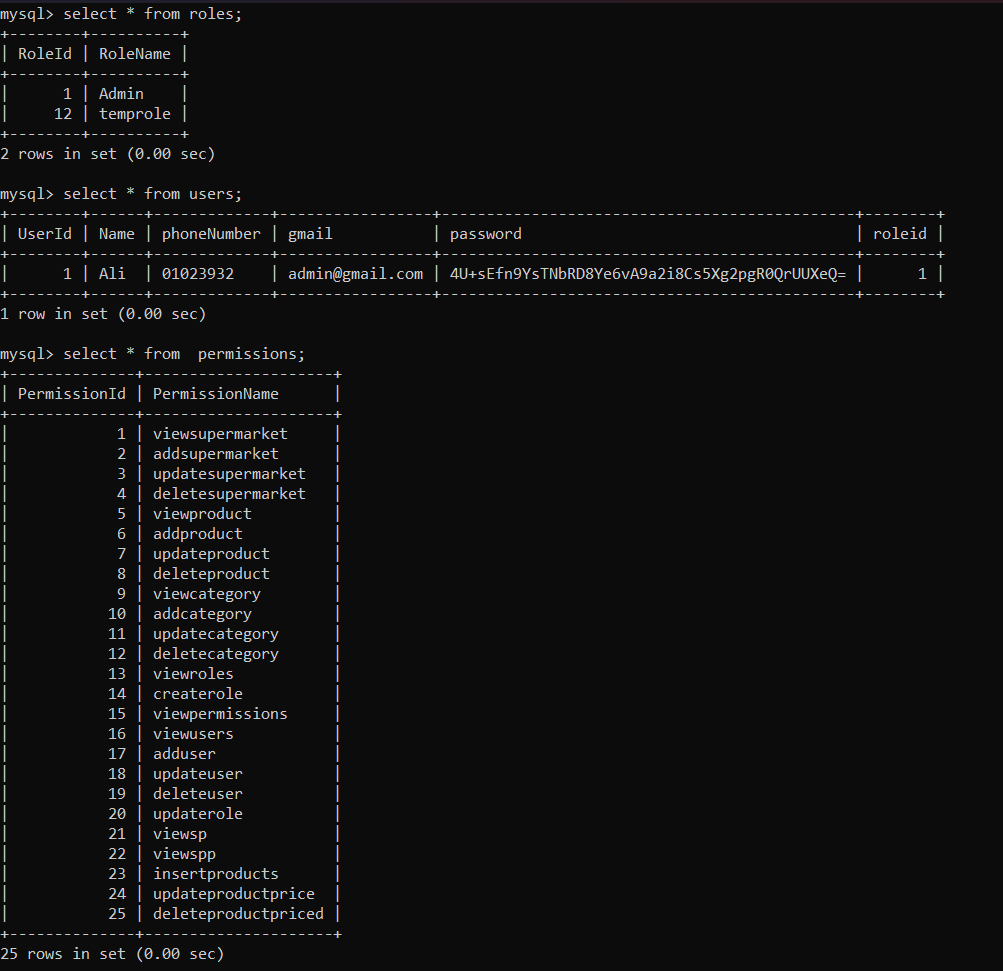 mysql> select * from roles;
+--------+----------+
| RoleId | RoleName |
+--------+----------+
|      1 | Admin    |
|     12 | temprole |
+--------+----------+
2 rows in set (0.00 sec)

mysql> select * from users;
+--------+------+-------------+-----------------+----------------------------------------------+--------+
| UserId | Name | phoneNumber | gmail           | password                                     | roleid |
+--------+------+-------------+-----------------+----------------------------------------------+--------+
|      1 | Ali  | 01023932    | admin@gmail.com | 4U+sEfn9YsTNbRD8Ye6vA9a2i8Cs5Xg2pgR0QrUUXeQ= |      1 |
+--------+------+-------------+-----------------+----------------------------------------------+--------+
1 row in set (0.00 sec)

mysql> select * from  permissions;
+--------------+---------------------+
| PermissionId | PermissionName      |
+--------------+---------------------+
|            1 | viewsupermarket     |
|            2 | addsupermarket      |
|            3 | updatesupermarket   |
|            4 | deletesupermarket   |
|            5 | viewproduct         |
|            6 | addproduct          |
|            7 | updateproduct       |
|            8 | deleteproduct       |
|            9 | viewcategory        |
|           10 | addcategory         |
|           11 | updatecategory      |
|           12 | deletecategory      |
|           13 | viewroles           |
|           14 | createrole          |
|           15 | viewpermissions     |
|           16 | viewusers           |
|           17 | adduser             |
|           18 | updateuser          |
|           19 | deleteuser          |
|           20 | updaterole          |
|           21 | viewsp              |
|           22 | viewspp             |
|           23 | insertproducts      |
|           24 | updateproductprice  |
|           25 | deleteproductpriced |
+--------------+---------------------+
25 rows in set (0.00 sec)